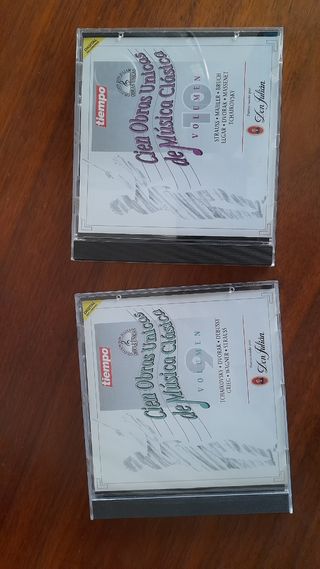 tiempo
Cien Obras Unicas
de Música Clásica
VOLUMEN
STRAUSS • MAHLER • BRUCH
ELGAR • DVORAK • MASSENET
TCHAIKOVSKY
Don Julián
tiempo
Cien Obras Unicas
de Música Clásica
VOLUMEN
2
TCHAIKOVSKY • DVORAK • DEBUSSY
GRIEG • WAGNER • STRAUSS
Don Julián